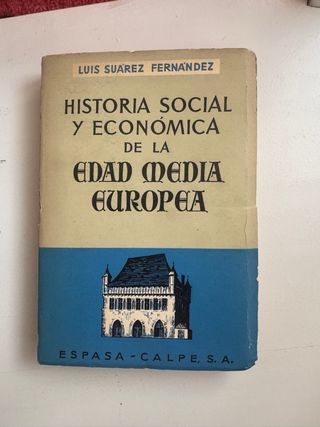 LUIS SUÁREZ FERNÁNDEZ
HISTORIA SOCIAL
Y ECONÓMICA
DE LA
EDAD MEDIA
EUROPEA
ESPASA-CALPE, S. A.